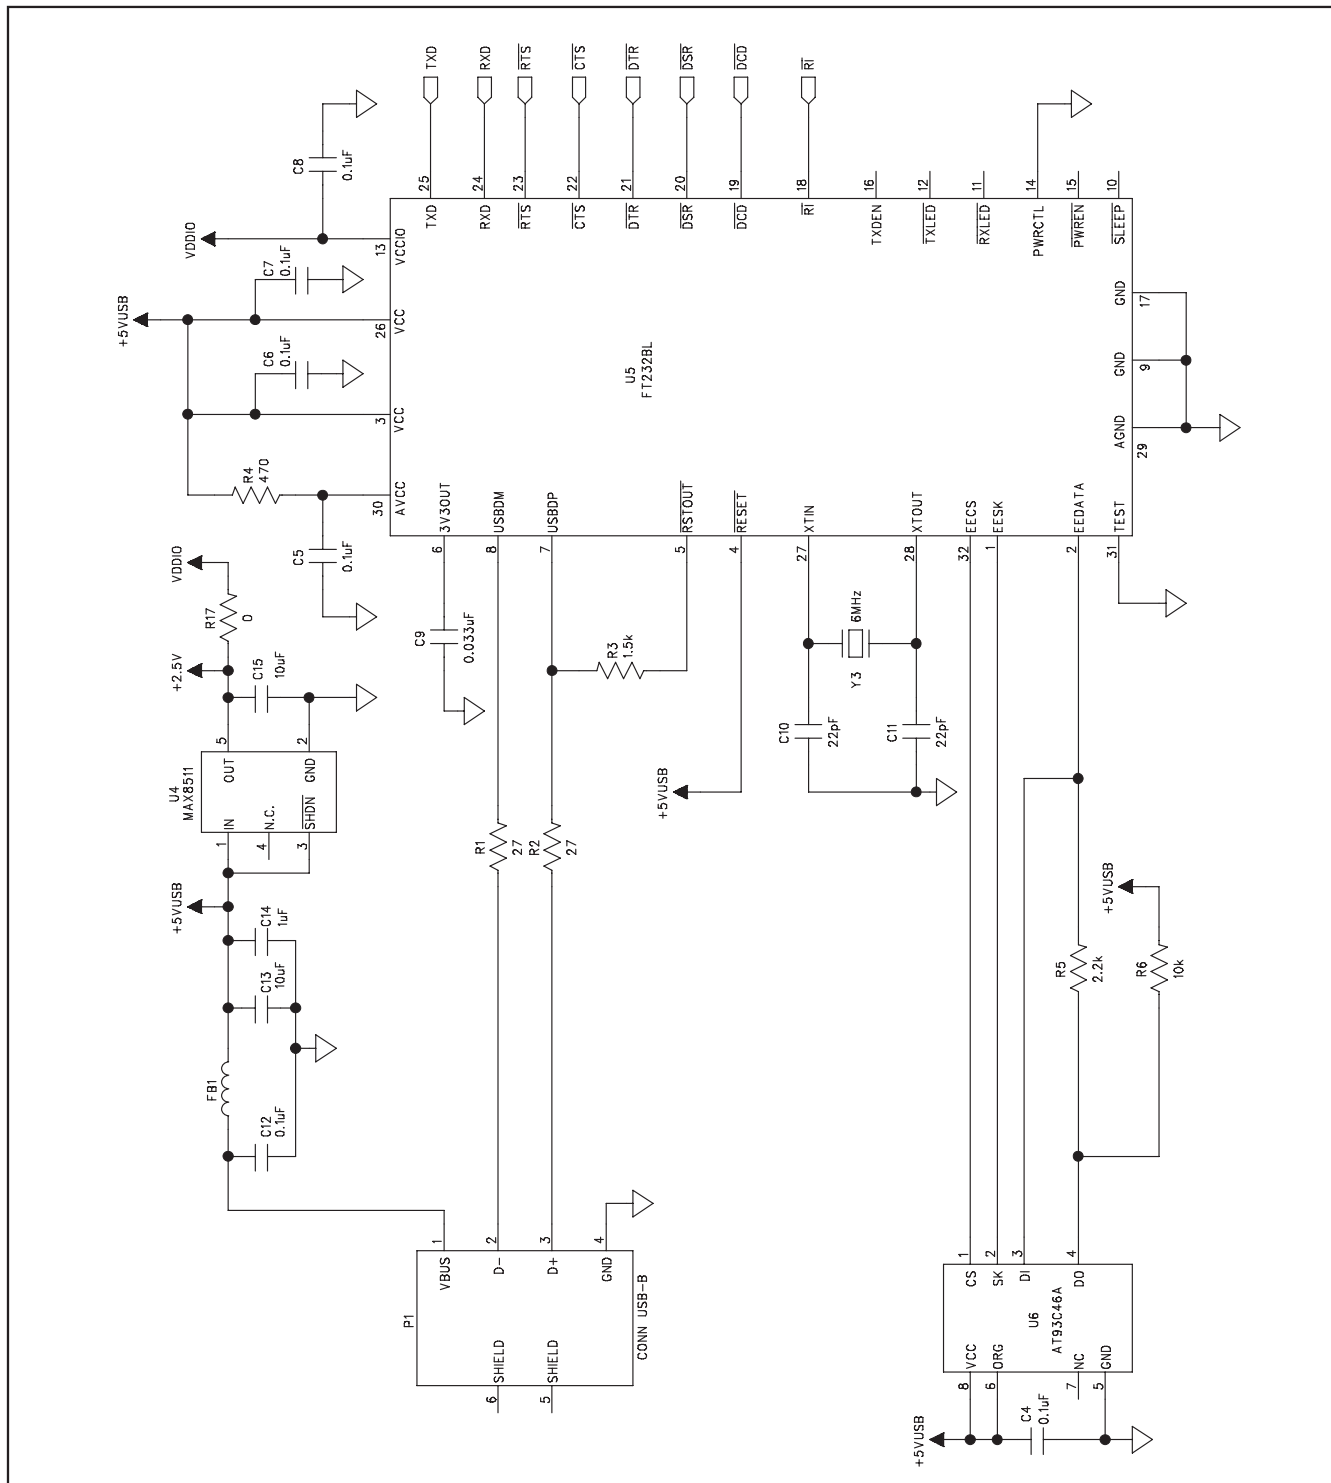 TXD
RXD
RTS
CTS
DTR
DSR
DCD
RI
25
24
23
22
21
20
19
18
16
12
11
14
15
10
TXD
RXD
RTS
CTS
DTR
DSR
DCD
RI
TXDEN
TXLED
RXLED
PWRCTL
PWREN
SLEEP
C8
0.1uF
VDDIO
13
VCCIO
C7
0.1uF
+5VUSB
26
VCC
C6
0.1uF
3
VCC
R4
470
30
AVCC
C5
0.1uF
U5
FT232BL
GND
17
GND
9
AGND
29
3V3OUT
USBDM
USBDP
RSTOUT
RESET
XTIN
XTOUT
EECS
EESK
EEDATA
TEST
6
8
7
5
4
27
28
32
1
2
31
VDDIO
R17
0
+2.5V
C15
10uF
5
2
OUT
GND
U4
MAX8511
IN
N.C.
SHDN
1
4
3
C9
0.033uF
R3
1.5k
Y3
6MHz
C10
22pF
C11
22pF
+5VUSB
R1
27
R2
27
+5VUSB
C14
1uF
C13
10uF
FB1
C12
0.1uF
+5VUSB
R5
2.2k
R6
10k
1
2
3
4
VBUS
D-
D+
GND
P1
CONN USB-B
SHIELD
SHIELD
6
5
1
2
3
4
CS
SK
DI
DO
U6
AT93C46A
VCC
ORG
NC
GND
8
6
7
5
+5VUSB
C4
0.1uF